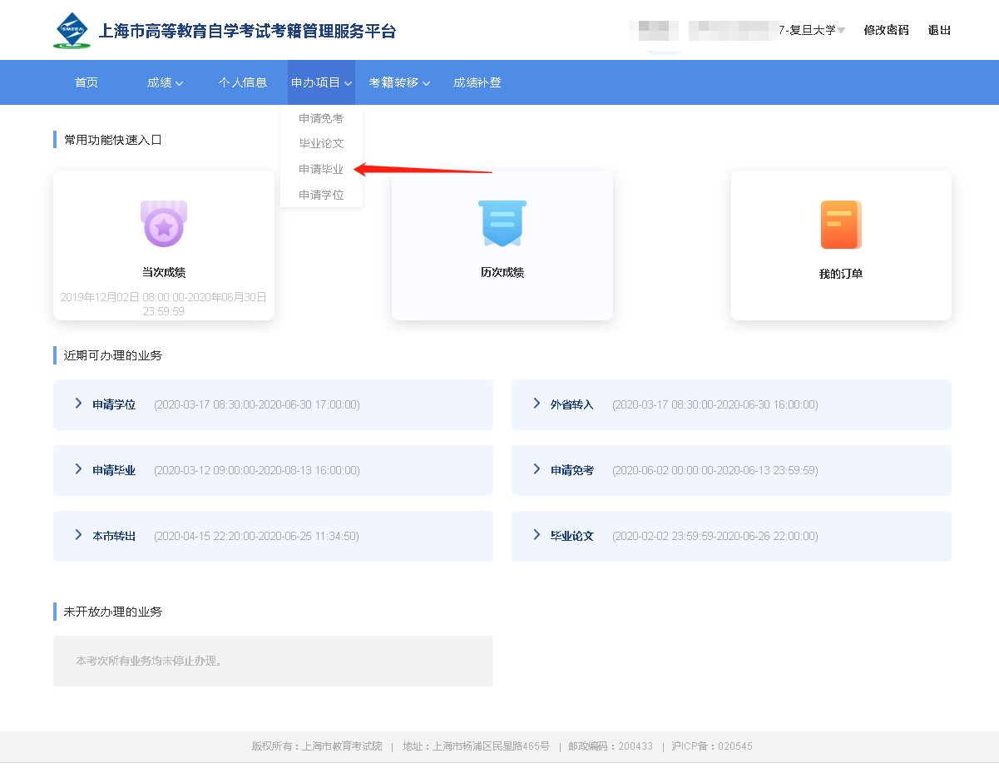 SMEEA
上海市高等教育自学考试考籍管理服务平台
7-复旦大学
修改密码
退出
首页
成绩
个人信息
申办项目
考籍转移
成绩补登
申请免考
毕业论文
申请毕业
申请学位
常用功能快速入口
当次成绩
2019年12月02日 08:00:00-2020年06月30日
23:59:59
历次成绩
我的订单
近期可办理的业务
申请学位 (2020-03-17 08:30:00-2020-06-30 17:00:00)
外省转入 (2020-03-17 08:30:00-2020-06-30 16:00:00)
申请毕业 (2020-03-12 09:00:00-2020-08-13 16:00:00)
申请免考 (2020-06-02 00:00:00-2020-06-13 23:59:59)
本市转出 (2020-04-15 22:20:00-2020-06-25 11:34:50)
毕业论文 (2020-02-02 23:59:59-2020-06-26 22:00:00)
未开放办理的业务
本考次所有业务均未停止办理。
版权所有：上海市教育考试院 | 地址：上海市杨浦区民星路465号 | 邮政编码：200433 | 沪ICP备：020545